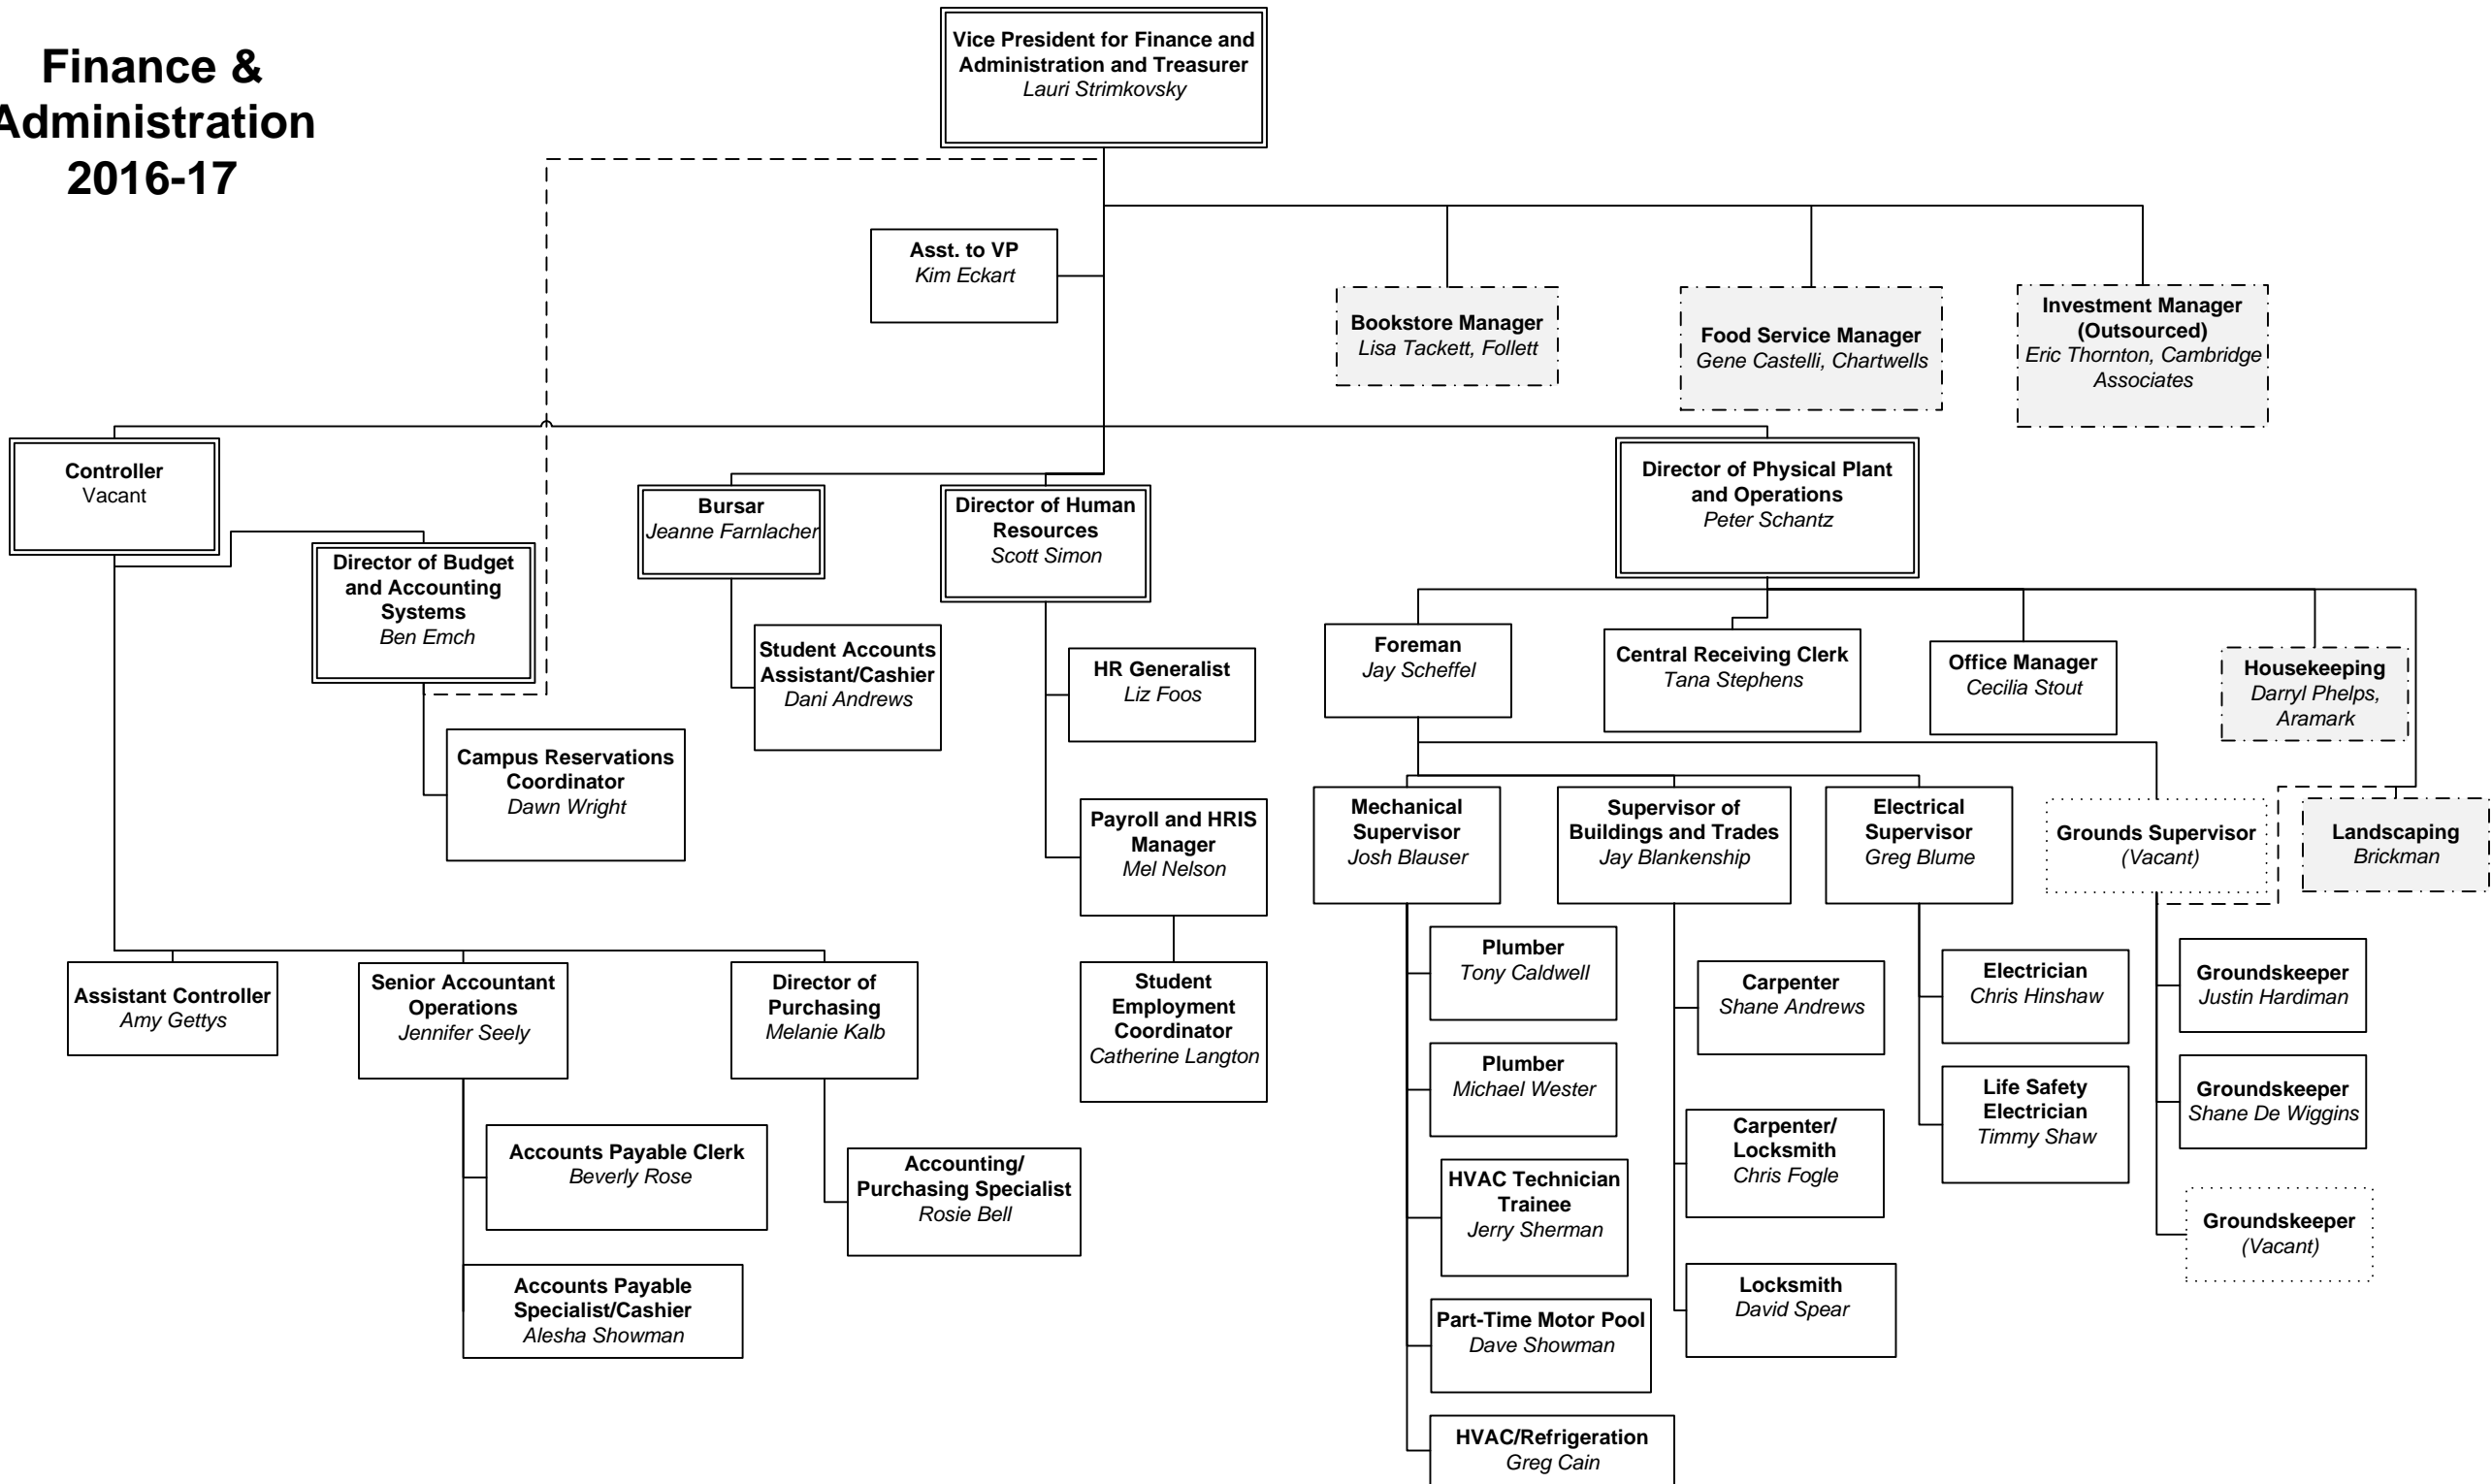 Finance &
Administration
2016-17
Vice President for Finance and
Administration and Treasurer
Lauri Strimkovsky
Asst. to VP
Kim Eckart
Bookstore Manager
Lisa Tackett, Follett
Food Service Manager
Gene Castelli, Chartwells
Investment Manager
(Outsourced)
Eric Thornton, Cambridge
Associates
Controller
Vacant
Director of Budget
and Accounting
Systems
Ben Emch
Bursar
Jeanne Farnlacher
Director of Human
Resources
Scott Simon
Director of Physical Plant
and Operations
Peter Schantz
Student Accounts
Assistant/Cashier
Dani Andrews
HR Generalist
Liz Foos
Foreman
Jay Scheffel
Central Receiving Clerk
Tana Stephens
Office Manager
Cecilia Stout
Housekeeping
Darryl Phelps,
Aramark
Campus Reservations
Coordinator
Dawn Wright
Payroll and HRIS
Manager
Mel Nelson
Mechanical
Supervisor
Josh Blauser
Supervisor of
Buildings and Trades
Jay Blankenship
Electrical
Supervisor
Greg Blume
Grounds Supervisor
(Vacant)
Landscaping
Brickman
Assistant Controller
Amy Gettys
Senior Accountant
Operations
Jennifer Seely
Director of
Purchasing
Melanie Kalb
Student
Employment
Coordinator
Catherine Langton
Plumber
Tony Caldwell
Carpenter
Shane Andrews
Electrician
Chris Hinshaw
Groundskeeper
Justin Hardiman
Plumber
Michael Wester
Carpenter/
Locksmith
Chris Fogle
Life Safety
Electrician
Timmy Shaw
Groundskeeper
Shane De Wiggins
Accounts Payable Clerk
Beverly Rose
Accounting/
Purchasing Specialist
Rosie Bell
HVAC Technician
Trainee
Jerry Sherman
Groundskeeper
(Vacant)
Accounts Payable
Specialist/Cashier
Alesha Showman
Part-Time Motor Pool
Dave Showman
Locksmith
David Spear
HVAC/Refrigeration
Greg Cain